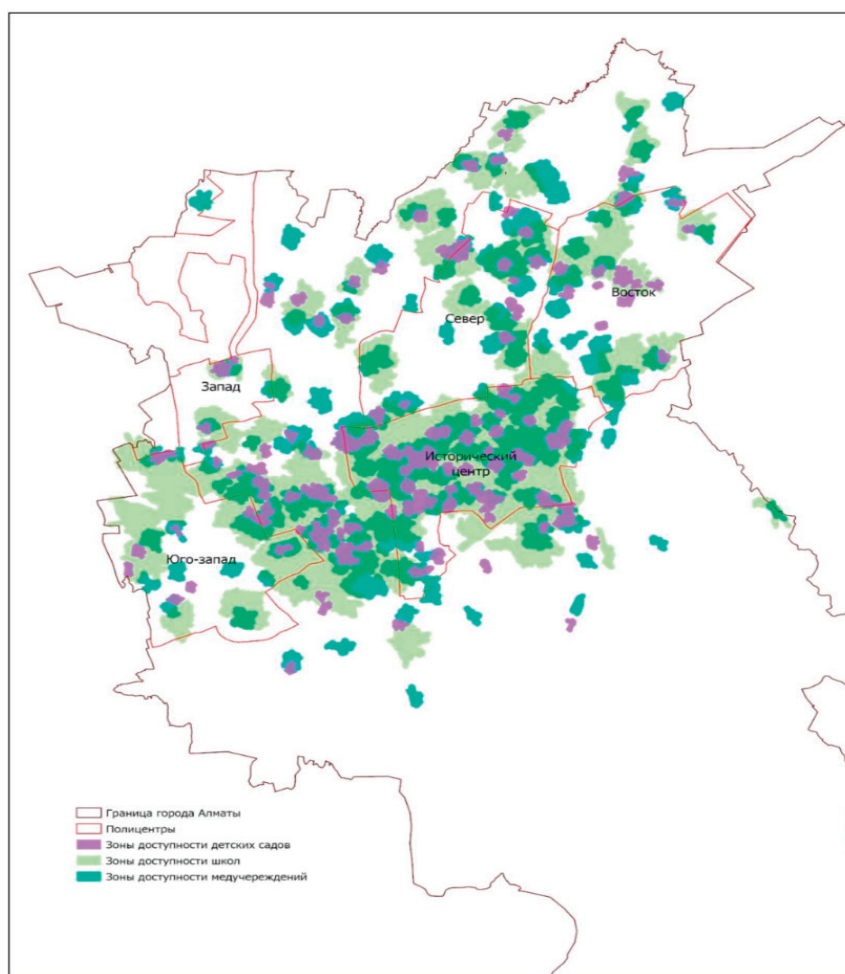 Восток
Север
Запад
Исторический
центр
Юго-запад
Граница города Алматы
Полицентры
Зоны доступности детских садов
Зоны доступности школ
Зоны доступности медучереждений